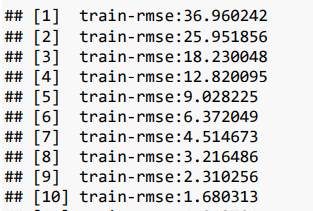 ## [1]  train-rmse:36.960242
## [2]  train-rmse:25.951856
## [3]  train-rmse:18.230048
## [4]  train-rmse:12.820095
## [5]  train-rmse:9.028225
## [6]  train-rmse:6.372049
## [7]  train-rmse:4.514673
## [8]  train-rmse:3.216486
## [9]  train-rmse:2.310256
## [10] train-rmse:1.680313